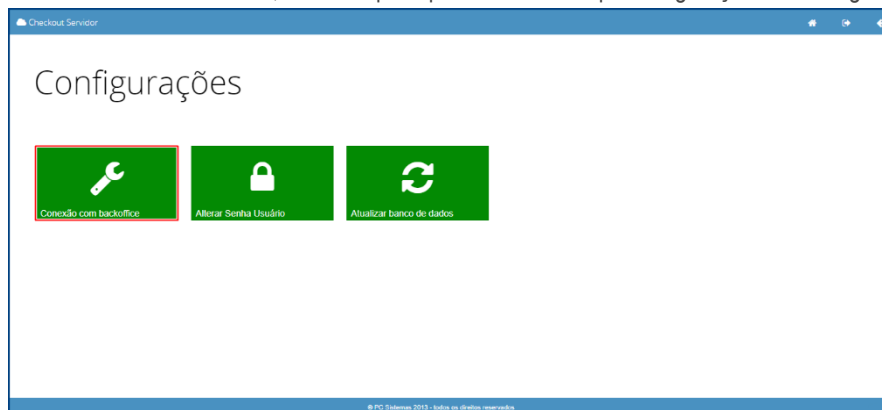 Checkout Servidor
Configurações
Conexão com backoffice
Alterar Senha Usuário
Atualizar banco de dados
© PC Sistemas 2013 - todos os direitos reservados